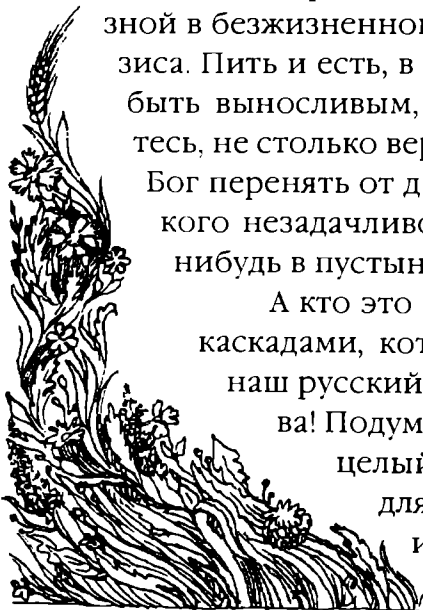 зной в безжизненно
зиса. Пить и есть, в
быть выносливым,
тесь, не столько вер
Бог перенять от д
кого незадачливо
нибудь в пустын
А кто это
каскадами, кот
наш русский
ва! Подум
целый
для
и